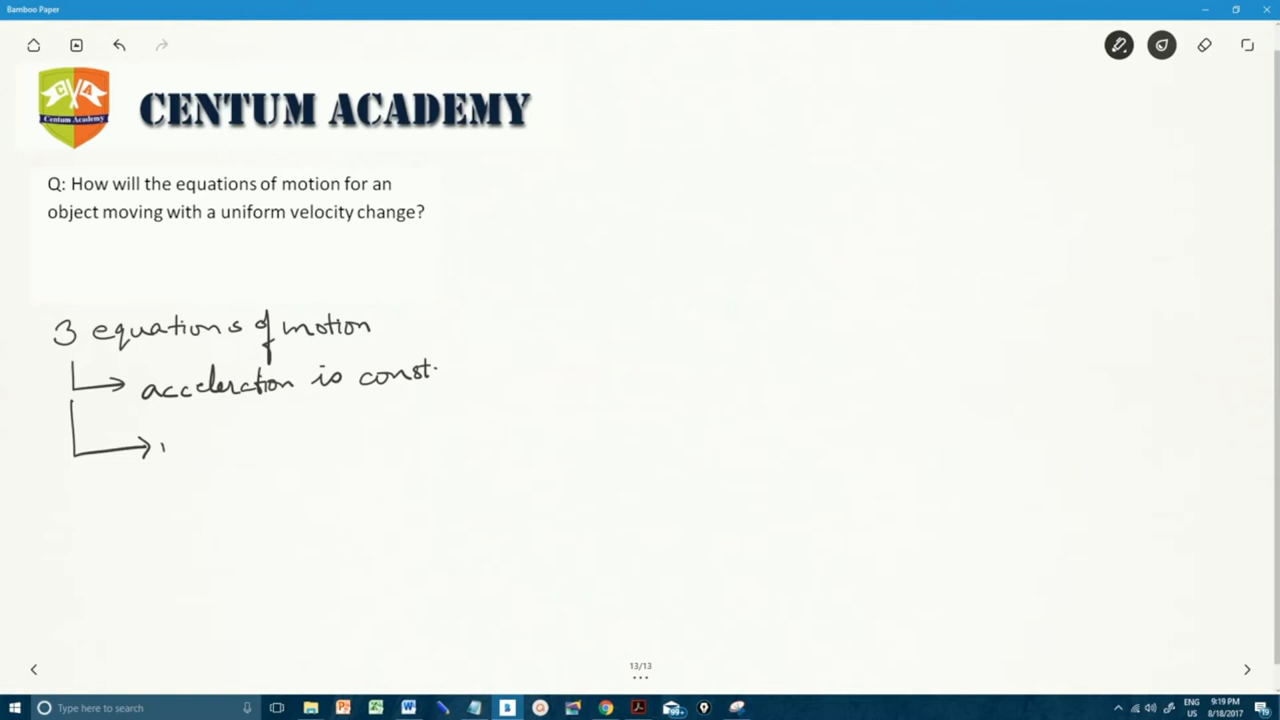 Bamboo Paper
Centum Academy
CENTUM ACADEMY
Q: How will the equations of motion for an
object moving with a uniform velocity change?
3 equations of motion
acceleration is const.
13/13
Type here to search
99+
ENG
US
9:19 PM
8/18/2017
19